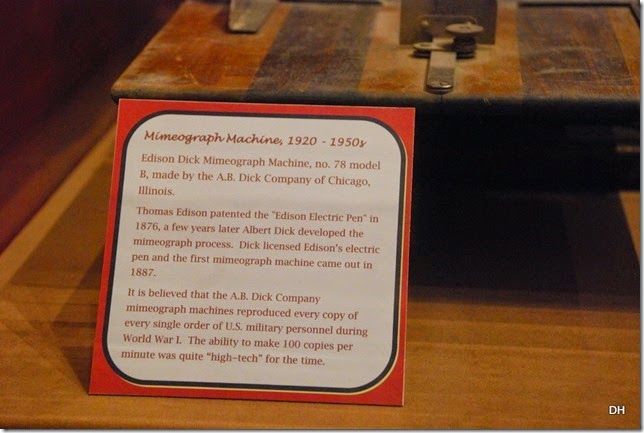 Mimeograph Machine, 1920 - 1950s
Edison Dick Mimeograph Machine, no. 78 model
B, made by the A.B. Dick Company of Chicago,
Illinois.
Thomas Edison patented the "Edison Electric Pen" in
1876, a few years later Albert Dick developed the
mimeograph process. Dick licensed Edison's electric
pen and the first mimeograph machine came out in
1887.
It is believed that the A.B. Dick Company
mimeograph machines reproduced every copy of
every single order of U.S. military personnel during
World War I. The ability to make 100 copies per
minute was quite "high-tech" for the time.
DH